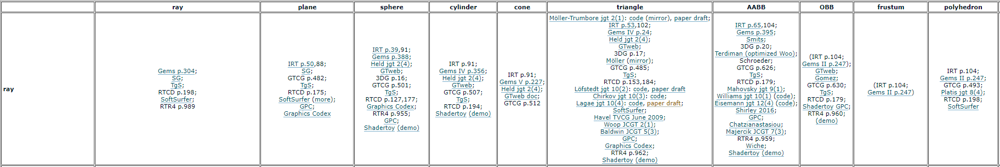 ray
plane
sphere
cylinder
cone
triangle
AABB
OBB
frustum
polyhedron
ray
Gems p.304;
SG;
TgS;
RTCD p.198;
SoftSurfer;
RTR4 p.989
IRT p.50,88;
SG;
GTCG p.482;
TgS;
RTCD p.175;
SoftSurfer (more);
GPC;
Graphics Codex
IRT p.39,91;
Gems p.388;
Held jgt 2(4);
GTweb;
3DG p.16;
GTCG p.501;
TgS;
RTCD p.127,177;
Graphics Codex;
RTR4 p.955;
GPC;
Shadertoy (demo)
IRT p.91;
Gems IV p.356;
Held jgt 2(4);
GTweb;
GTCG p.507;
TgS;
RTCD p.194;
Shadertoy (demo)
IRT p.91;
Gems V p.227;
Held jgt 2(4);
GTweb doc;
GTCG p.512
Möller-Trumbore jgt 2(1): code (mirror), paper draft;
IRT p.53,102;
Gems IV p.24;
Held jgt 2(4);
GTweb;
3DG p.17;
Möller (mirror);
GTCG p.485;
TgS;
RTCD p.153,184;
Löfstedt jgt 10(2): code, paper draft
Chirkov jgt 10(3): code;
Lagae jgt 10(4): code, paper draft;
SoftSurfer;
Havel TVCG June 2009;
Woop JCGT 2(1);
Baldwin JCGT 5(3);
GPC;
Graphics Codex;
RTR4 p.962;
Shadertoy (demo)
IRT p.65,104;
Gems p.395;
Smits;
3DG p.20;
Terdiman (optimized Woo);
Schroeder;
GTCG p.626;
TgS;
RTCD p.179;
Mahovsky jgt 9(1);
Williams jgt 10(1) (code);
Eisemann jgt 12(4) (code);
Shirley 2016;
GPC;
Chatzianastasiou;
Majercik JCGT 7(3);
RTR4 p.959;
Wiche;
Shadertoy (demo)
(IRT p.104;
Gems II p.247);
GTweb;
Gomez;
GTCG p.630;
TgS;
RTCD p.179;
Shadertoy GPC;
RTR4 p.960;
(demo)
(IRT p.104;
Gems II p.247)
IRT p.104;
Gems II p.247;
GTCG p.493;
Platis jgt 8(4);
RTCD p.198;
SoftSurfer